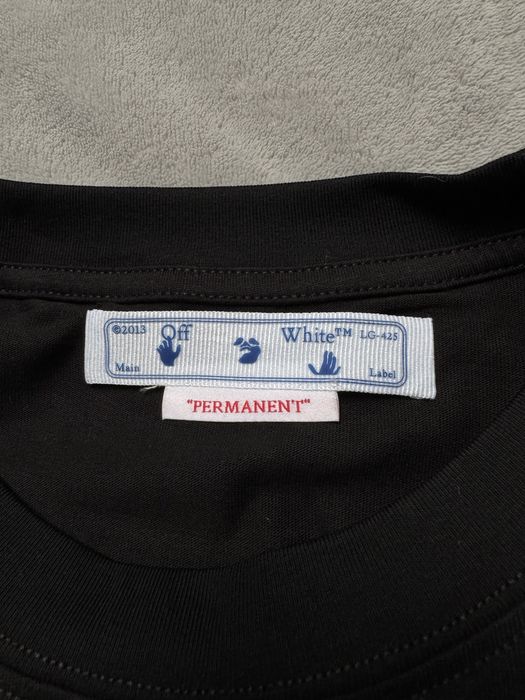 ©2013 Off White™ LG-425
Main Label
"PERMANENT"